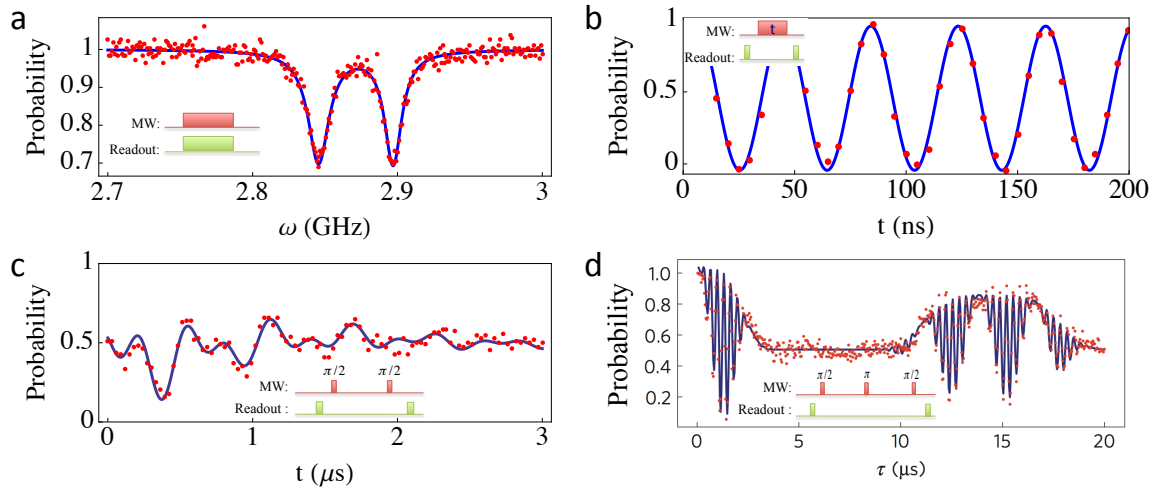 a
Probability
1
0.9
0.8
0.7
MW:
Readout:
2.7
2.8
2.9
3
ω (GHz)
b
Probability
1
0.5
0
MW:
t
Readout:
0
50
100
150
200
t (ns)
c
Probability
1
0.5
0
π/2
π/2
MW:
Readout :
0
1
2
3
t (μs)
d
Probability
1.0
0.8
0.6
0.4
0.2
π/2
π
π/2
MW:
Readout:
0
5
10
15
20
τ (μs)